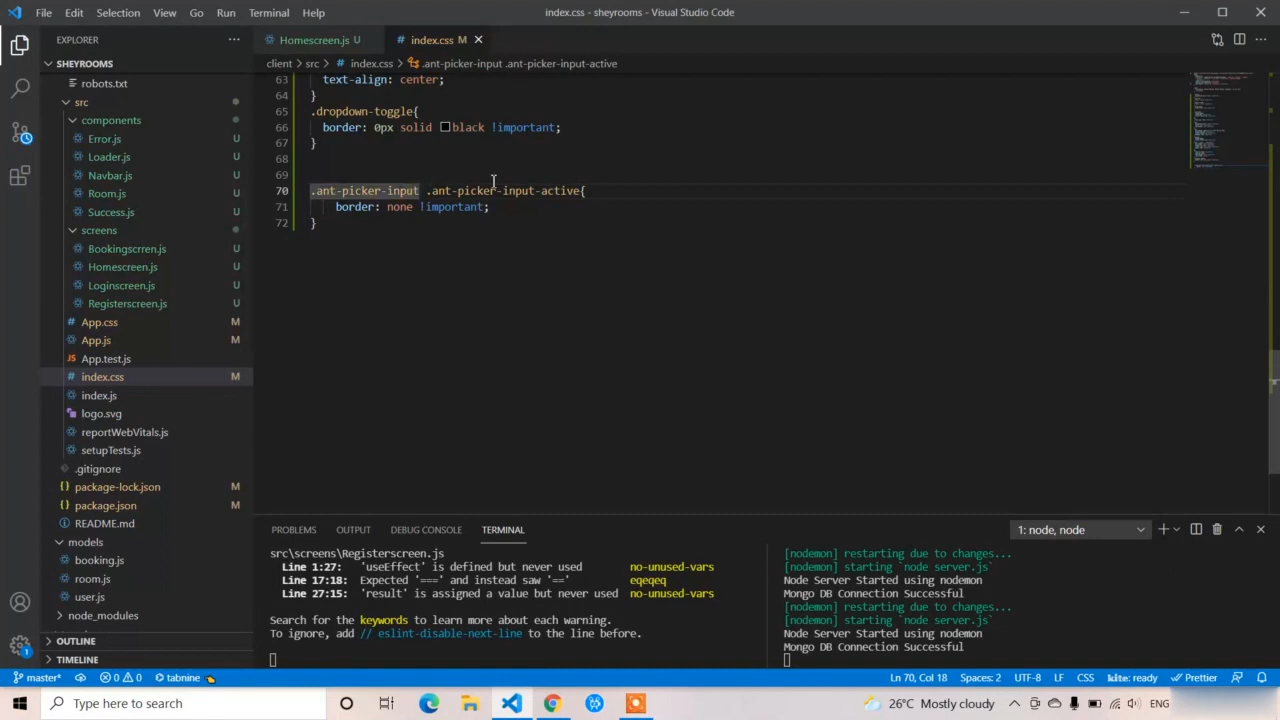 File Edit Selection View Go Run Terminal Help
index.css - sheyrooms - Visual Studio Code
EXPLORER
SHEYROOMS
robots.txt
src
components
Error.js U
Loader.js U
Navbar.js U
Room.js U
Success.js U
screens
Bookingscrren.js U
Homescreen.js U
Loginscreen.js U
Registerscreen.js U
App.css M
App.js M
App.test.js
index.css M
index.js
logo.svg
reportWebVitals.js
setupTests.js
.gitignore
package-lock.json M
package.json M
README.md
models
booking.js
room.js
user.js
node_modules
OUTLINE
TIMELINE
Homescreen.js U
index.css M
client > src > index.css > .ant-picker-input .ant-picker-input-active
63 text-align: center;
64 }
65 .dropdown-toggle{
66 border: 0px solid black !important;
67 }
68
69
70 .ant-picker-input .ant-picker-input-active{
71 border: none !important;
72 }
PROBLEMS OUTPUT DEBUG CONSOLE TERMINAL
1: node, node
src\screens\Registerscreen.js
Line 1:27: 'useEffect' is defined but never used no-unused-vars
Line 17:18: Expected '===' and instead saw '==' eqeqeq
Line 27:15: 'result' is assigned a value but never used no-unused-vars
Search for the keywords to learn more about each warning.
To ignore, add // eslint-disable-next-line to the line before.
[nodemon] restarting due to changes...
[nodemon] starting `node server.js`
Node Server Started using nodemon
Mongo DB Connection Successful
[nodemon] restarting due to changes...
[nodemon] starting `node server.js`
Node Server Started using nodemon
Mongo DB Connection Successful
master* 0 0 tabnine
Ln 70, Col 18 Spaces: 2 UTF-8 LF CSS kite: ready Prettier
Type here to search
26°C Mostly cloudy
ENG